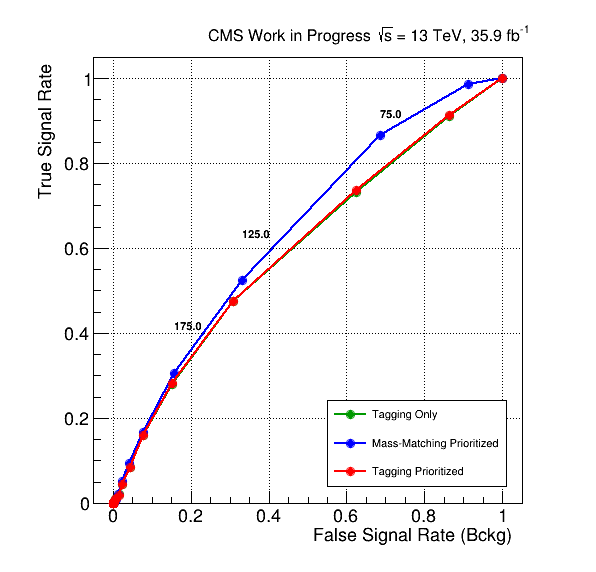 CMS Work in Progress √s = 13 TeV, 35.9 fb⁻¹
True Signal Rate
1
0.8
0.6
0.4
0.2
0
75.0
125.0
175.0
Tagging Only
Mass-Matching Prioritized
Tagging Prioritized
0 0.2 0.4 0.6 0.8 1
False Signal Rate (Bckg)